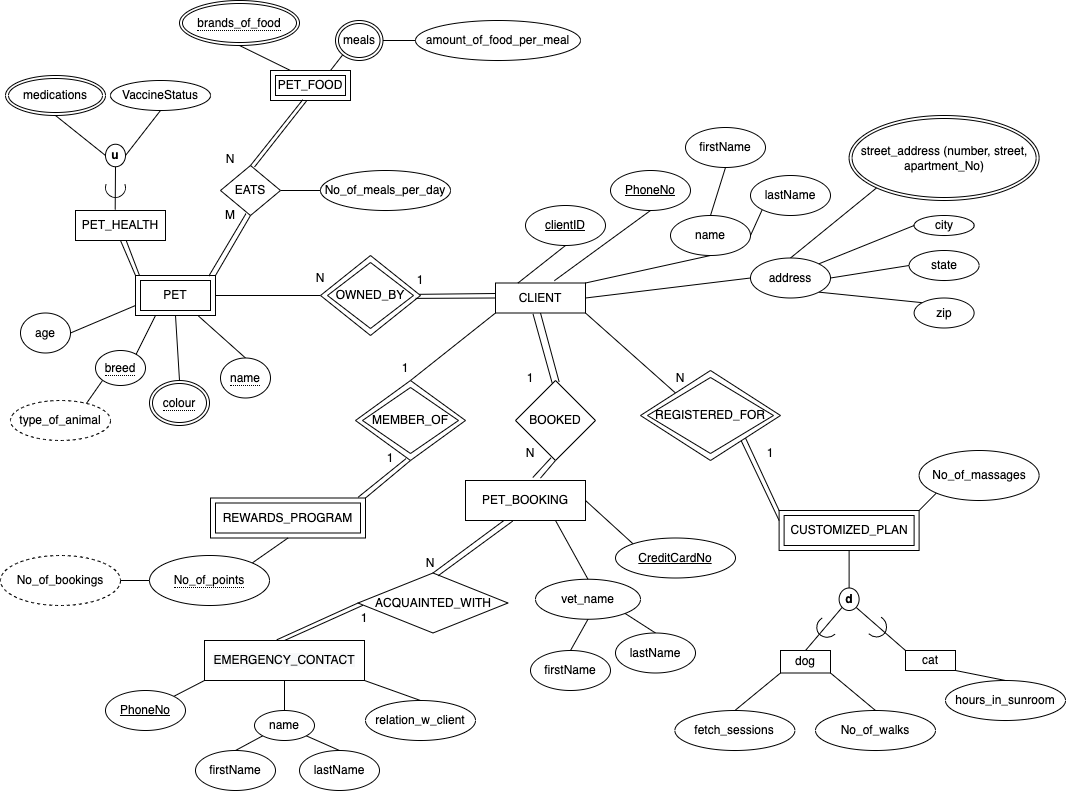 brands_of_food
meals
amount_of_food_per_meal
PET_FOOD
medications
VaccineStatus
u
N
EATS
No_of_meals_per_day
M
PET_HEALTH
firstName
street_address (number, street,
apartment_No)
PhoneNo
lastName
clientID
name
city
address
state
zip
PET
N
OWNED_BY
1
CLIENT
age
breed
name
colour
type_of_animal
1
MEMBER_OF
1
1
BOOKED
N
N
REGISTERED_FOR
1
REWARDS_PROGRAM
PET_BOOKING
No_of_massages
CUSTOMIZED_PLAN
No_of_bookings
No_of_points
CreditCardNo
N
ACQUAINTED_WITH
1
vet_name
d
firstName
lastName
EMERGENCY_CONTACT
dog
cat
PhoneNo
name
relation_w_client
firstName
lastName
fetch_sessions
No_of_walks
hours_in_sunroom